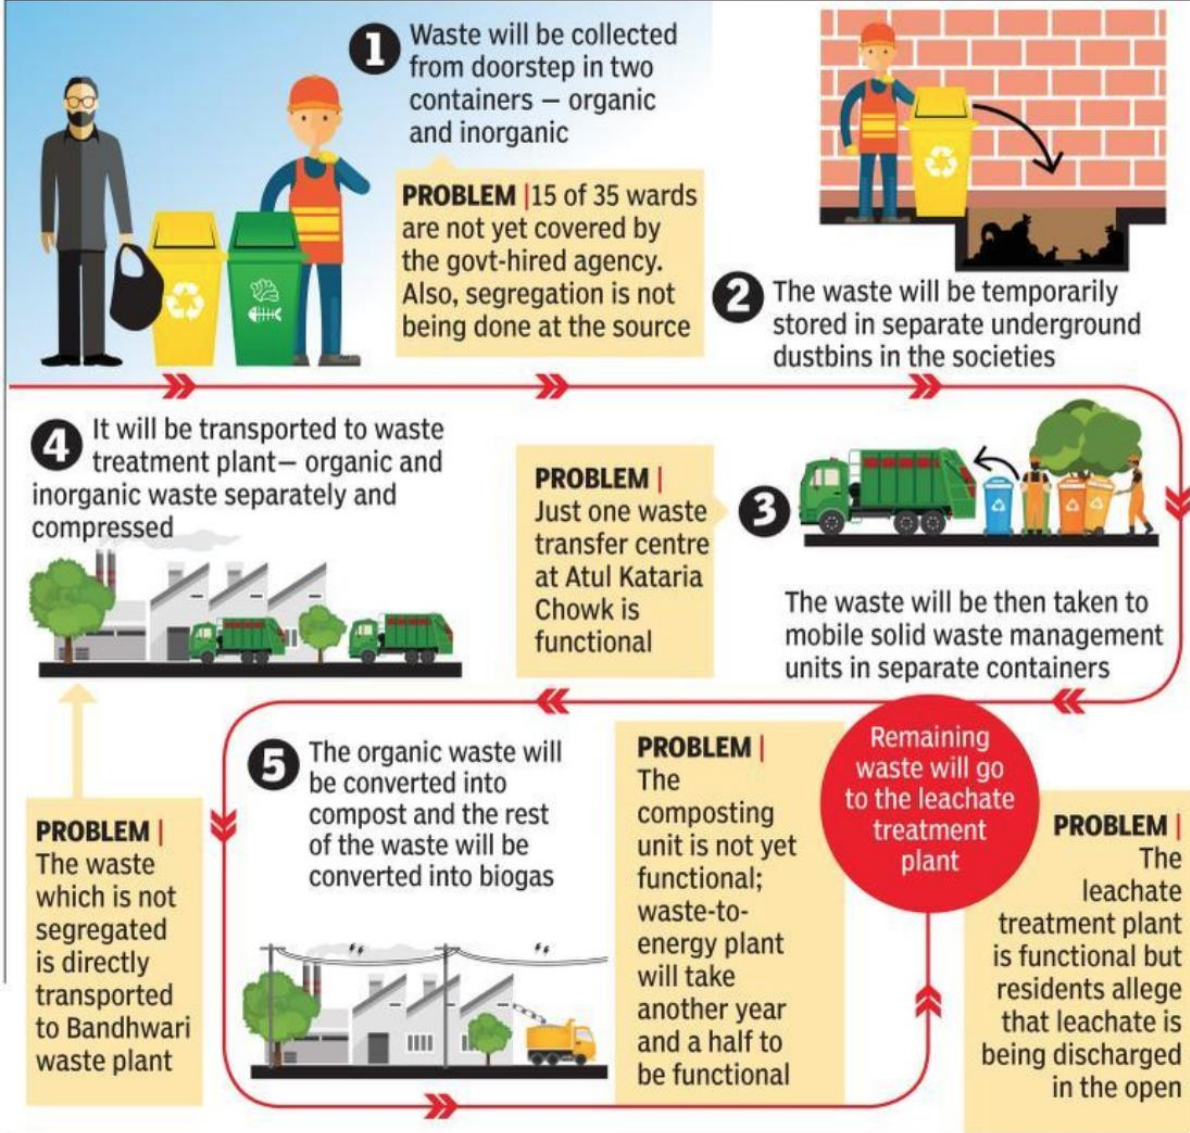 1
Waste will be collected
from doorstep in two
containers – organic
and inorganic
PROBLEM |15 of 35 wards
are not yet covered by
the govt-hired agency.
Also, segregation is not
being done at the source
2
The waste will be temporarily
stored in separate underground
dustbins in the societies
3
The waste will be then taken to
mobile solid waste management
units in separate containers
PROBLEM |
Just one waste
transfer centre
at Atul Kataria
Chowk is
functional
4
It will be transported to waste
treatment plant– organic and
inorganic waste separately and
compressed
PROBLEM |
The waste
which is not
segregated
is directly
transported
to Bandhwari
waste plant
5
The organic waste will
be converted into
compost and the rest
of the waste will be
converted into biogas
PROBLEM |
The
composting
unit is not yet
functional;
waste-to-
energy plant
will take
another year
and a half to
be functional
Remaining
waste will go
to the leachate
treatment
plant
PROBLEM |
The
leachate
treatment plant
is functional but
residents allege
that leachate is
being discharged
in the open